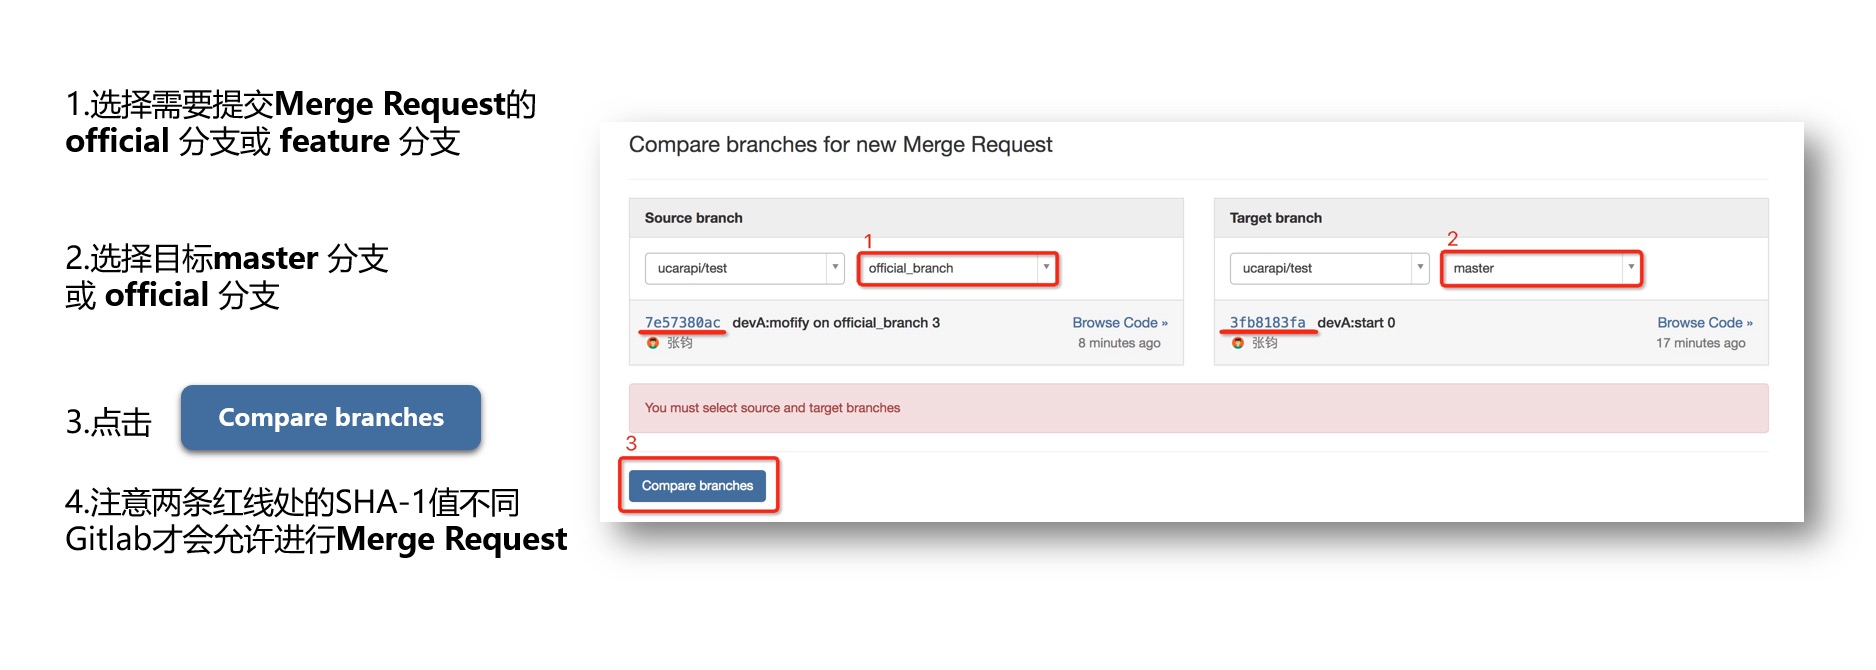 1.选择需要提交Merge Request的
official 分支或 feature 分支
2.选择目标master 分支
或 official 分支
3.点击 Compare branches
4.注意两条红线处的SHA-1值不同
Gitlab才会允许进行Merge Request
Compare branches for new Merge Request
Source branch
1
ucarapi/test official_branch
7e57380ac devA:mofify on official_branch 3 Browse Code »
张钧 8 minutes ago
Target branch
2
ucarapi/test master
3fb8183fa devA:start 0 Browse Code »
张钧 17 minutes ago
You must select source and target branches
3
Compare branches